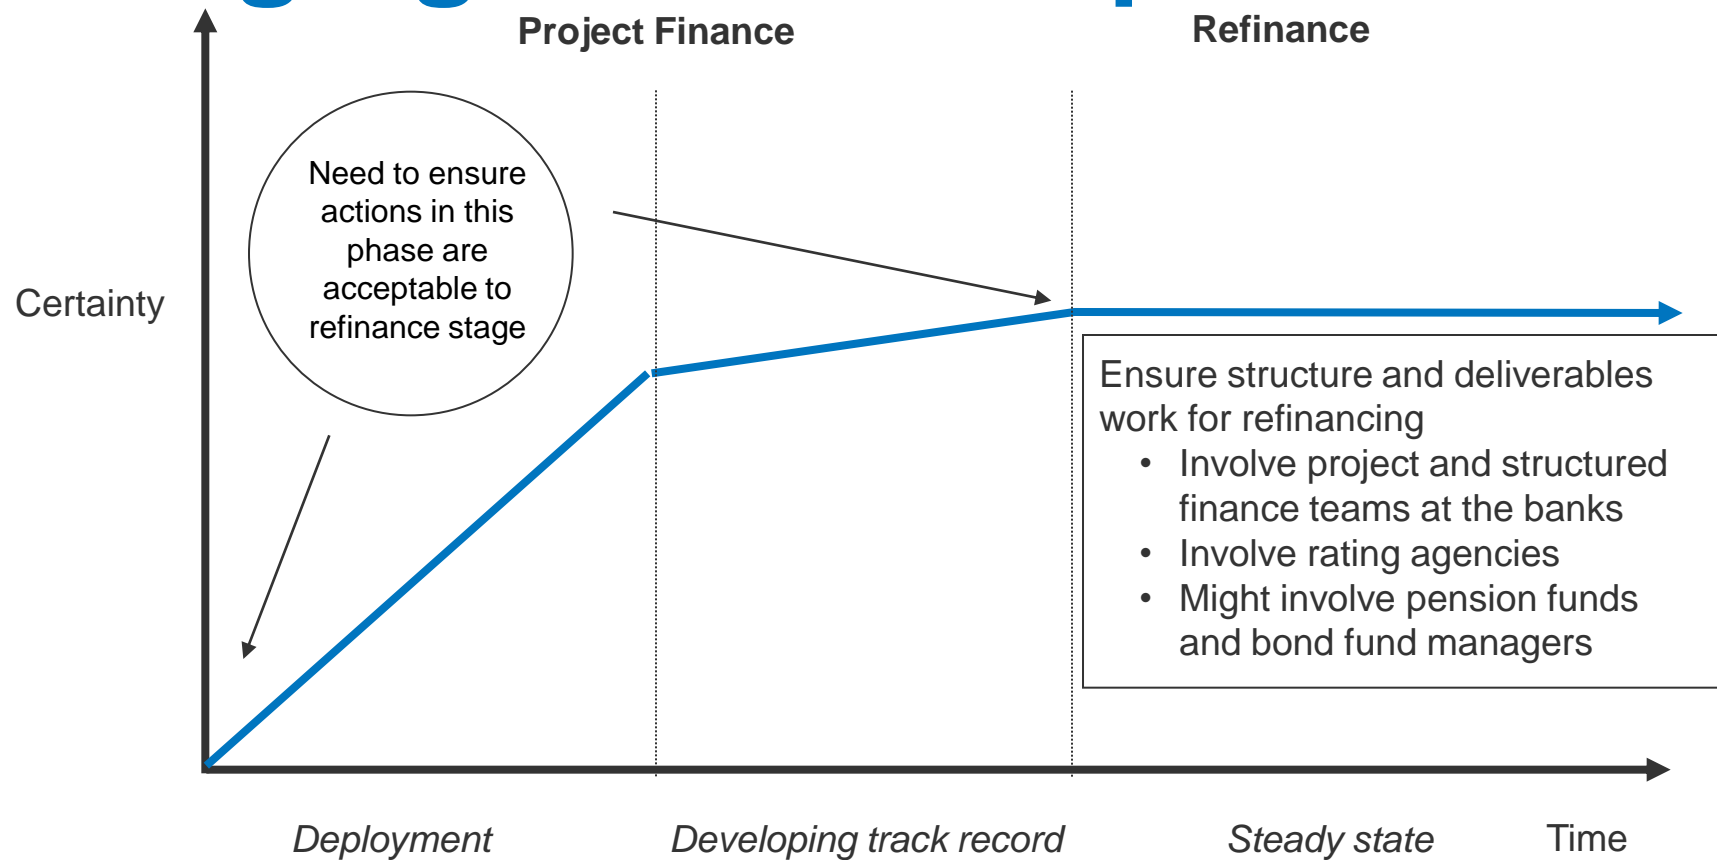 Project Finance
Refinance
Need to ensure
actions in this
phase are
acceptable to
refinance stage
Certainty
Ensure structure and deliverables
work for refinancing
• Involve project and structured
finance teams at the banks
• Involve rating agencies
• Might involve pension funds
and bond fund managers
Deployment
Developing track record
Steady state
Time